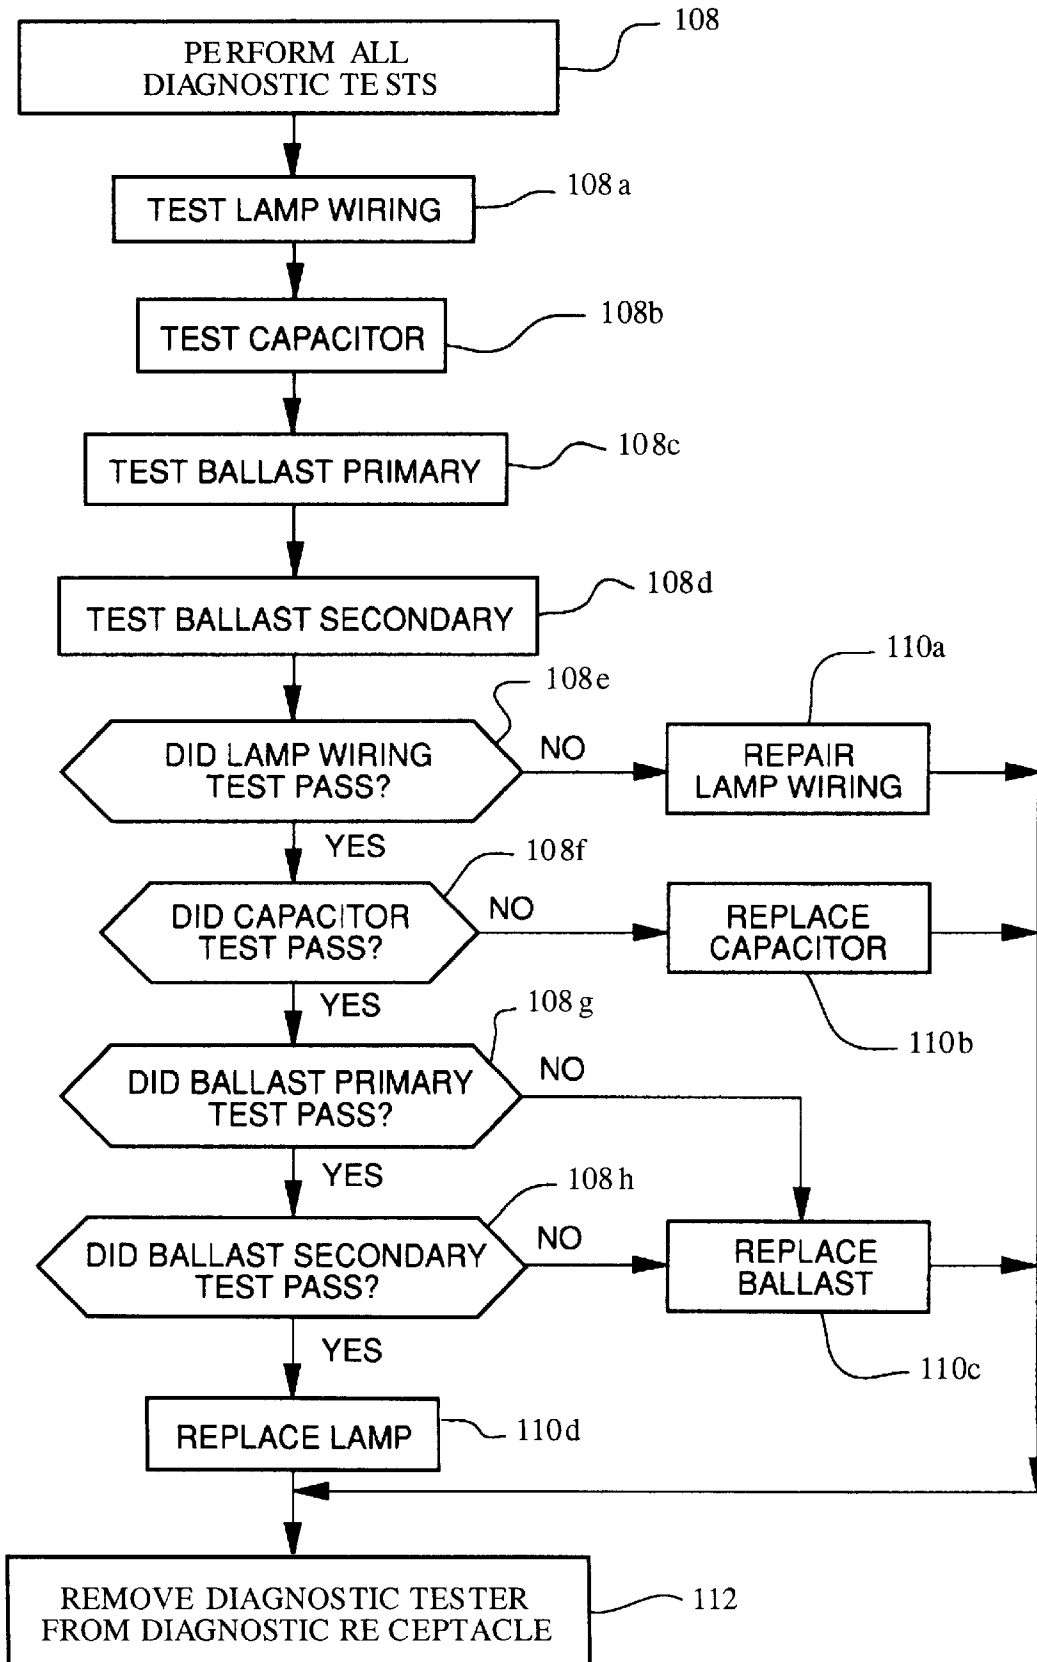 108
PERFORM ALL
DIAGNOSTIC TESTS
108a
TEST LAMP WIRING
108b
TEST CAPACITOR
108c
TEST BALLAST PRIMARY
108d
TEST BALLAST SECONDARY
108e
110a
DID LAMP WIRING
TEST PASS?
NO
REPAIR
LAMP WIRING
YES
108f
DID CAPACITOR
TEST PASS?
NO
REPLACE
CAPACITOR
YES
108g
110b
DID BALLAST PRIMARY
TEST PASS?
NO
YES
108h
DID BALLAST SECONDARY
TEST PASS?
NO
REPLACE
BALLAST
YES
110c
REPLACE LAMP
110d
REMOVE DIAGNOSTIC TESTER
FROM DIAGNOSTIC RECEPTACLE
112